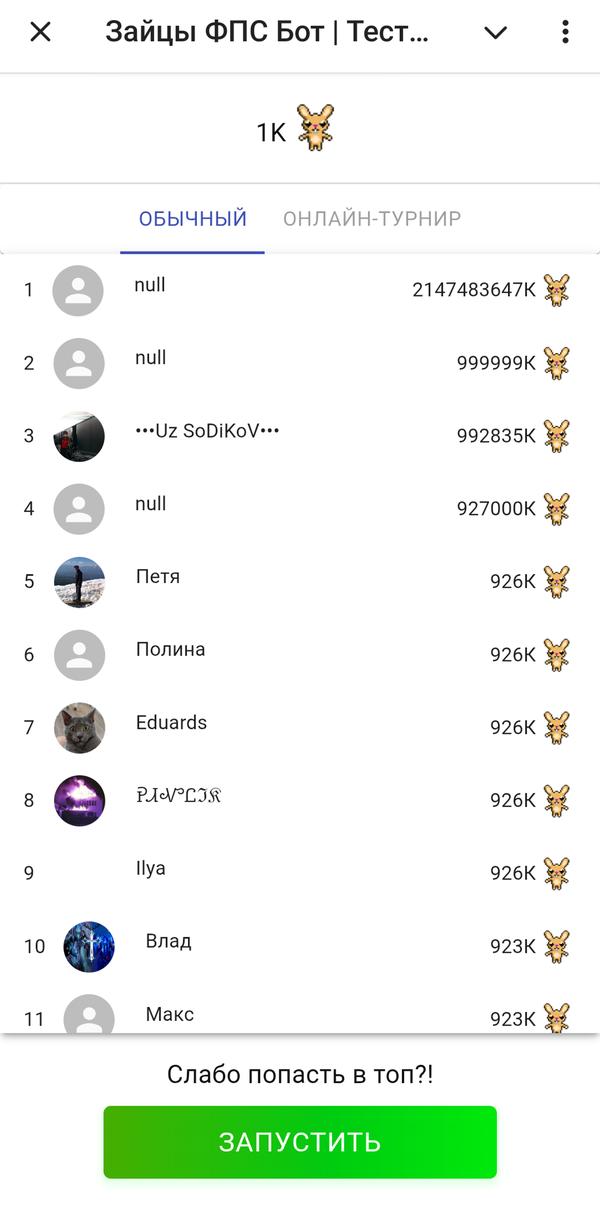 Зайцы ФПС Бот | Тест...
1K
ОБЫЧНЫЙ ОНЛАЙН-ТУРНИР
1 null 2147483647K
2 null 999999K
3 •••Uz SoDiKoV••• 992835K
4 null 927000K
5 Петя 926K
6 Полина 926K
7 Eduards 926K
8 926K
9 Ilya 926K
10 Влад 923K
11 Макс 923K
Слабо попасть в топ?!
ЗАПУСТИТЬ